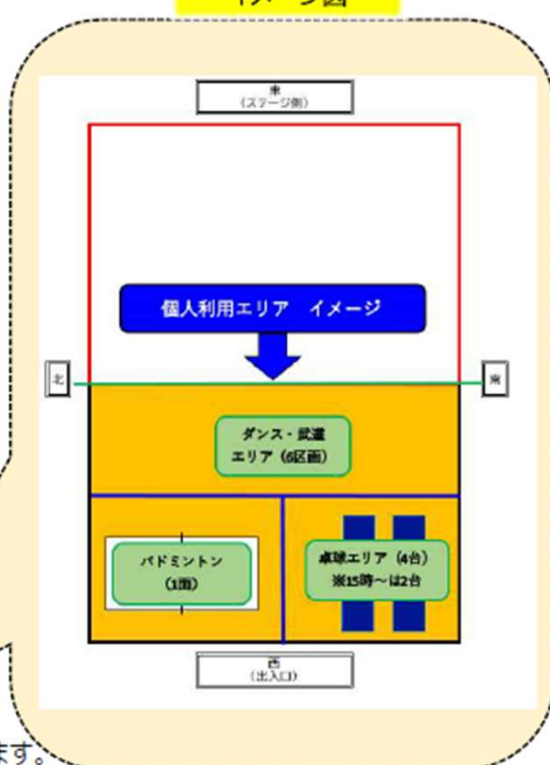 イメージ図
東
(ステージ側)
個人利用エリア　イメージ
北
南
ダンス・武道
エリア（6区画）
バドミントン
（1面）
卓球エリア（4台）
※15時～は2台
西
(出入口)
ます。